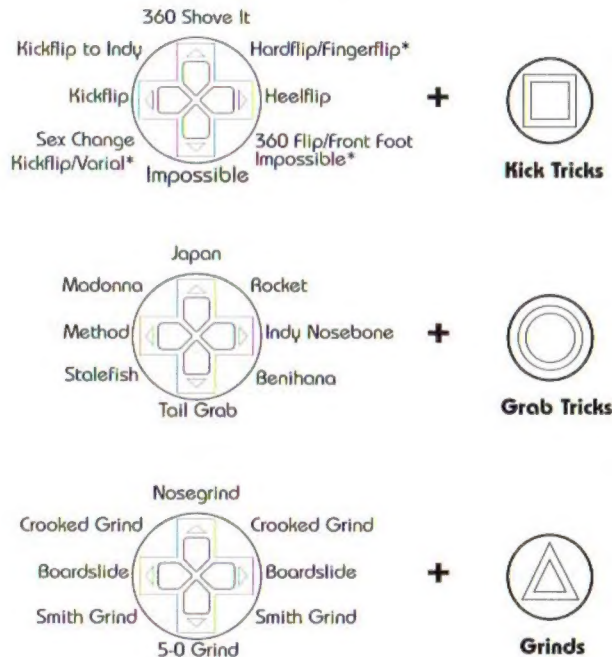 360 Shove It
Kickflip to Indy
Hardflip/Fingerflip*
Kickflip
Heelflip
+
Sex Change
Kickflip/Varial*
360 Flip/Front Foot
Impossible*
Impossible
Kick Tricks
Japan
Madonna
Rocket
Method
Indy Nosebone
+
Stalefish
Benihana
Tail Grab
Grab Tricks
Nosegrind
Crooked Grind
Crooked Grind
Boardslide
Boardslide
+
Smith Grind
Smith Grind
5-0 Grind
Grinds